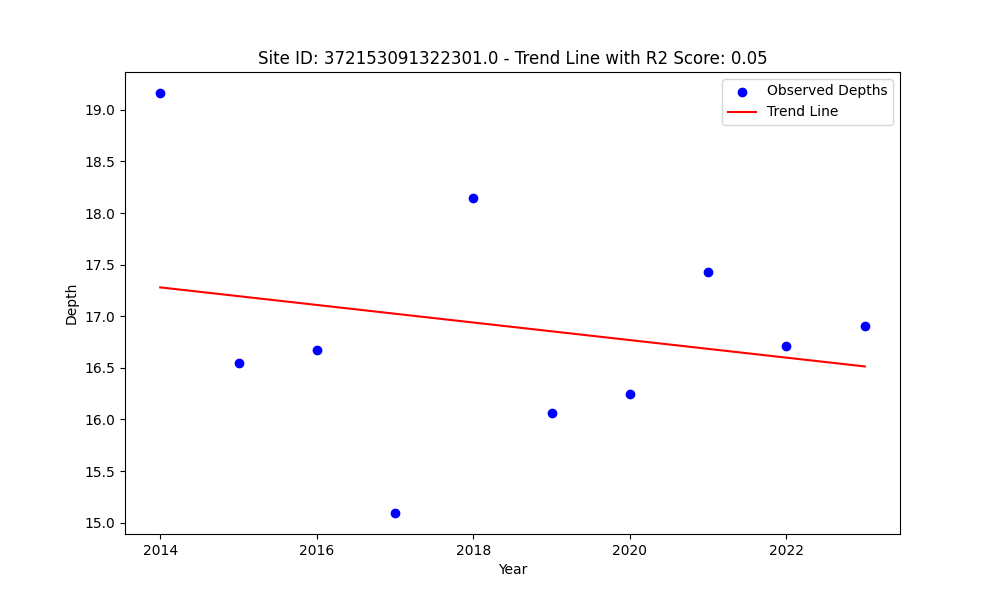 Site ID: 372153091322301.0 - Trend Line with R2 Score: 0.05
Observed Depths
Trend Line
19.0
18.5
18.0
17.5
17.0
16.5
16.0
15.5
15.0
Depth
2014
2016
2018
2020
2022
Year